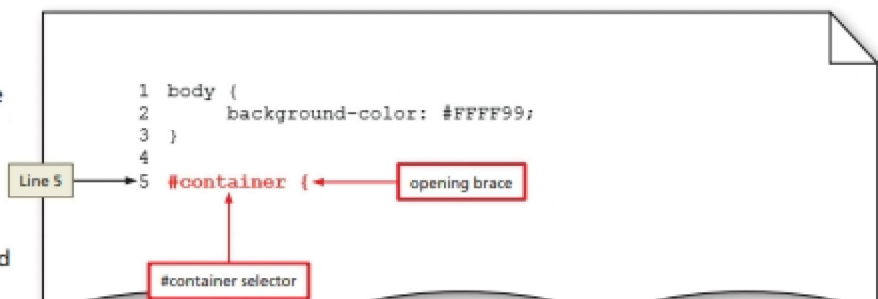 1 body {
2 background-color: #FFFF99;
3 }
4
Line 5
5 #container {
opening brace
#container selector